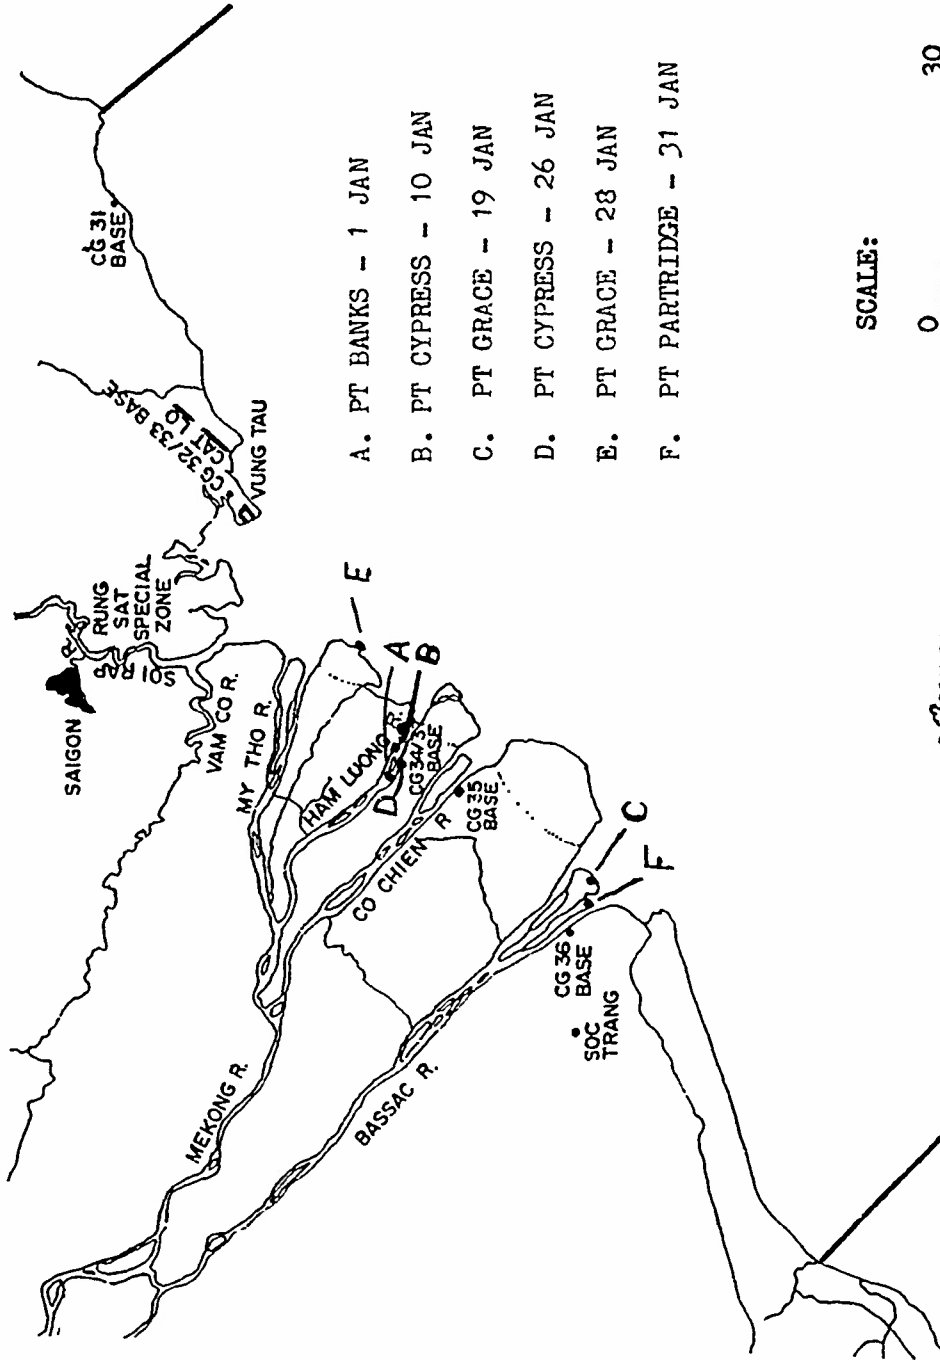 SAIGON
RUNG
SAT
SPECIAL
ZONE
SOI
VAM CO R.
MY THO R.
HAM LUONG R.
CO CHIEN R
MEKONG R.
BASSAC R.
CG 31
BASE
CG 32/33 BASE
CAT LO
VUNG TAU
CG 34/37
BASE
CG 35
BASE
CG 36
BASE
SOC
TRANG
A
B
C
D
E
F
A. PT BANKS – 1 JAN
B. PT CYPRESS – 10 JAN
C. PT GRACE – 19 JAN
D. PT CYPRESS – 26 JAN
E. PT GRACE – 28 JAN
F. PT PARTRIDGE – 31 JAN
SCALE:
0
30